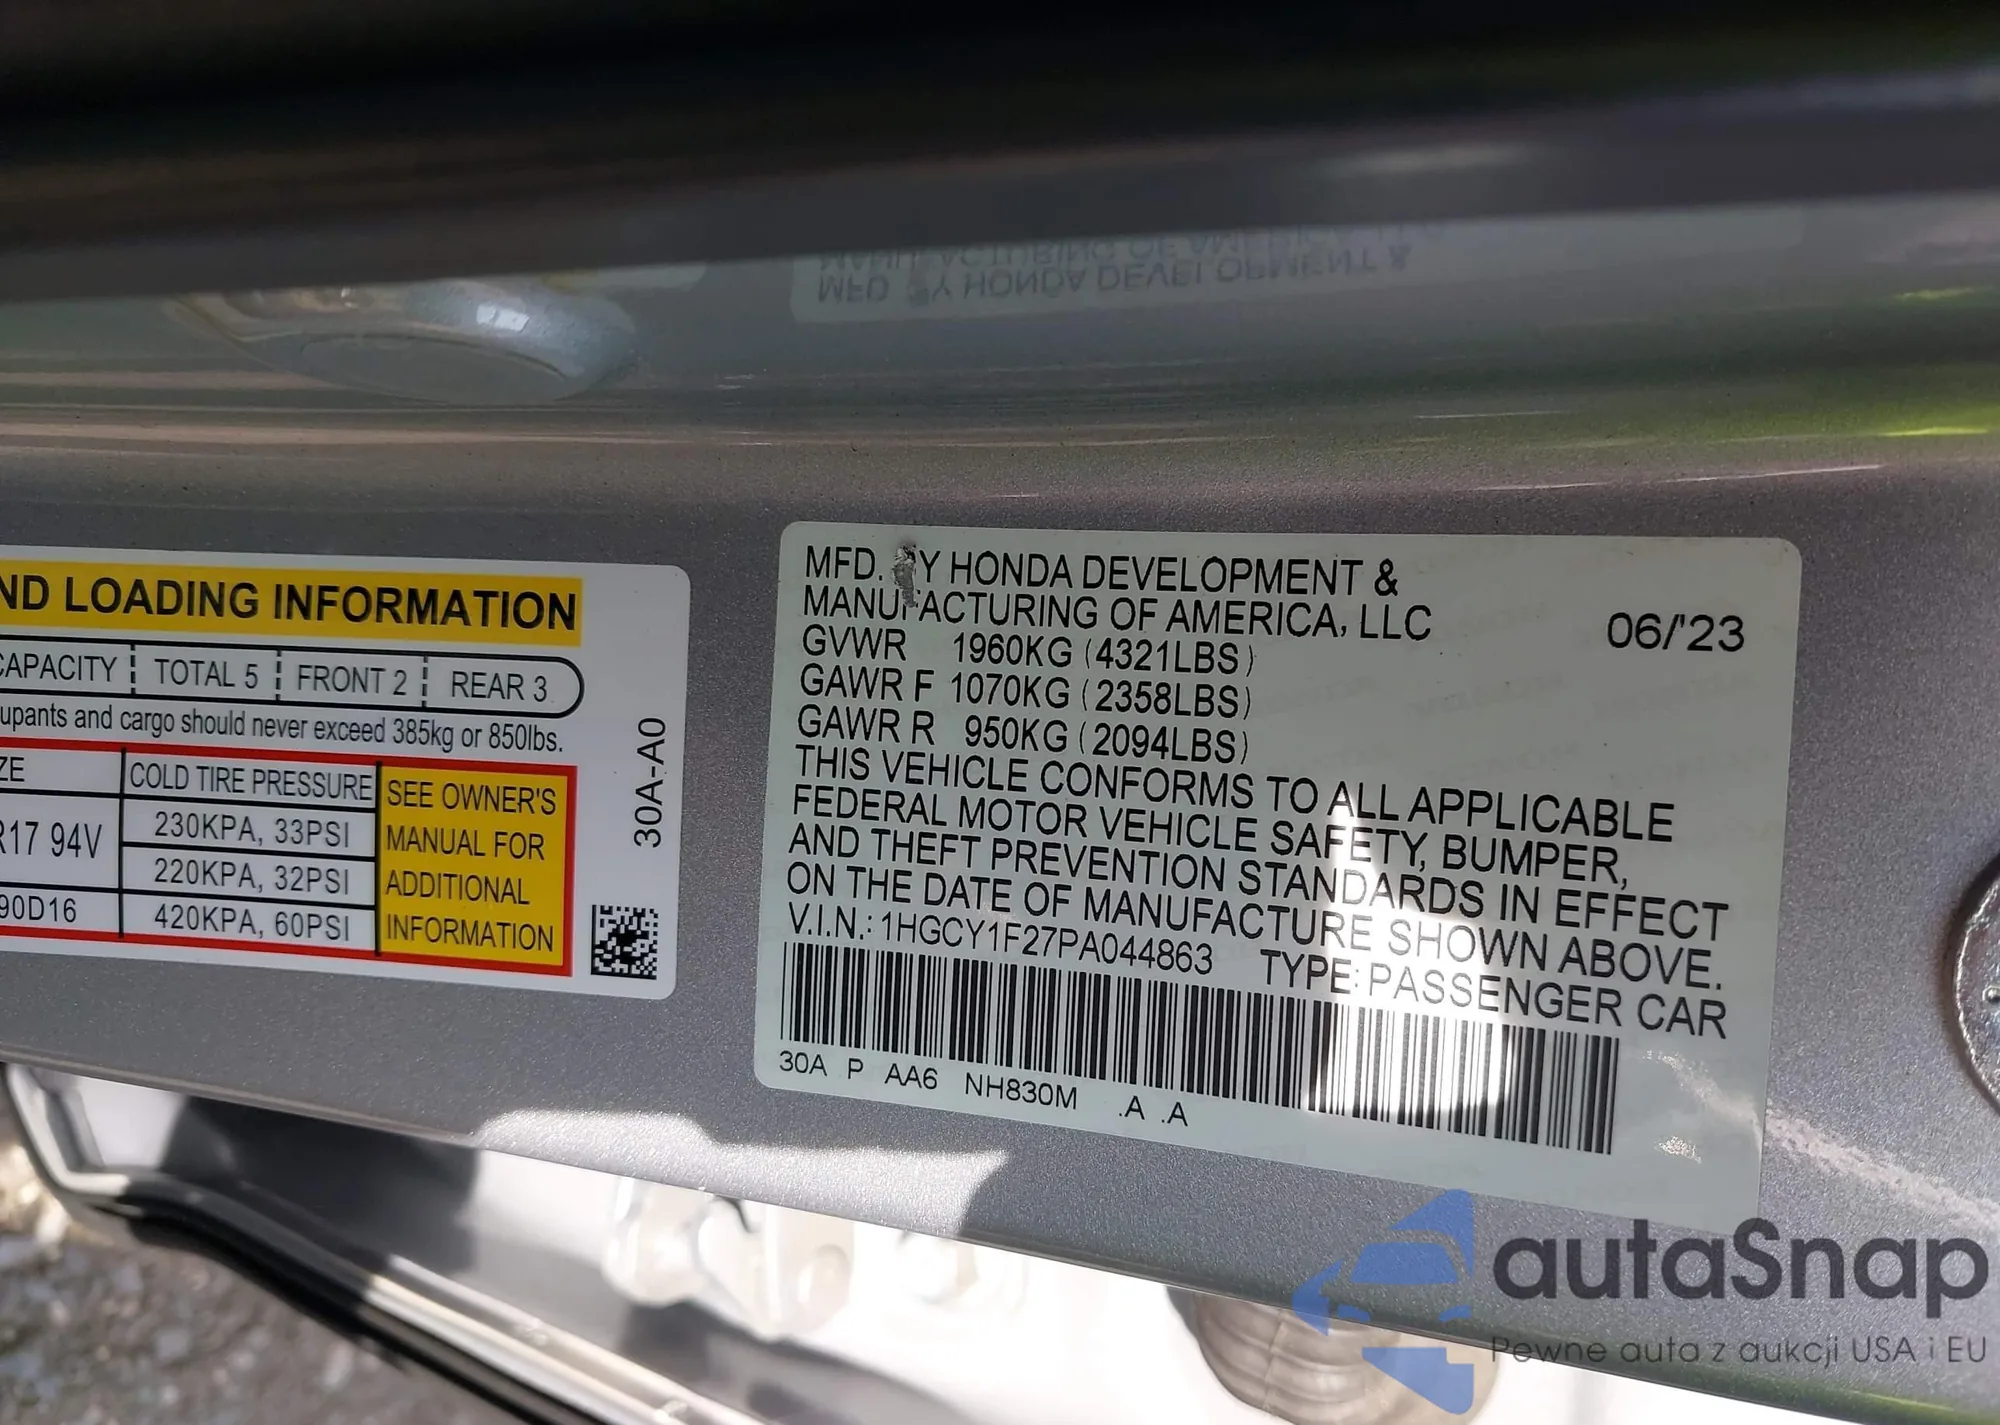 ND LOADING INFORMATION
CAPACITY TOTAL 5 FRONT 2 REAR 3
upants and cargo should never exceed 385kg or 850lbs.
ZE COLD TIRE PRESSURE
R17 94V
230KPA, 33PSI
220KPA, 32PSI
90D16
420KPA, 60PSI
SEE OWNER'S
MANUAL FOR
ADDITIONAL
INFORMATION
30A-A0
MFD. Y HONDA DEVELOPMENT &
MANUFACTURING OF AMERICA, LLC
06/'23
GVWR 1960KG (4321LBS)
GAWR F 1070KG (2358LBS)
GAWR R 950KG (2094LBS)
THIS VEHICLE CONFORMS TO ALL APPLICABLE
FEDERAL MOTOR VEHICLE SAFETY, BUMPER,
AND THEFT PREVENTION STANDARDS IN EFFECT
ON THE DATE OF MANUFACTURE SHOWN ABOVE.
V.I.N.: 1HGCY1F27PA044863 TYPE: PASSENGER CAR
30A P AA6 NH830M .A .A
autaSnap
Pewne auta z aukcji USA i EU